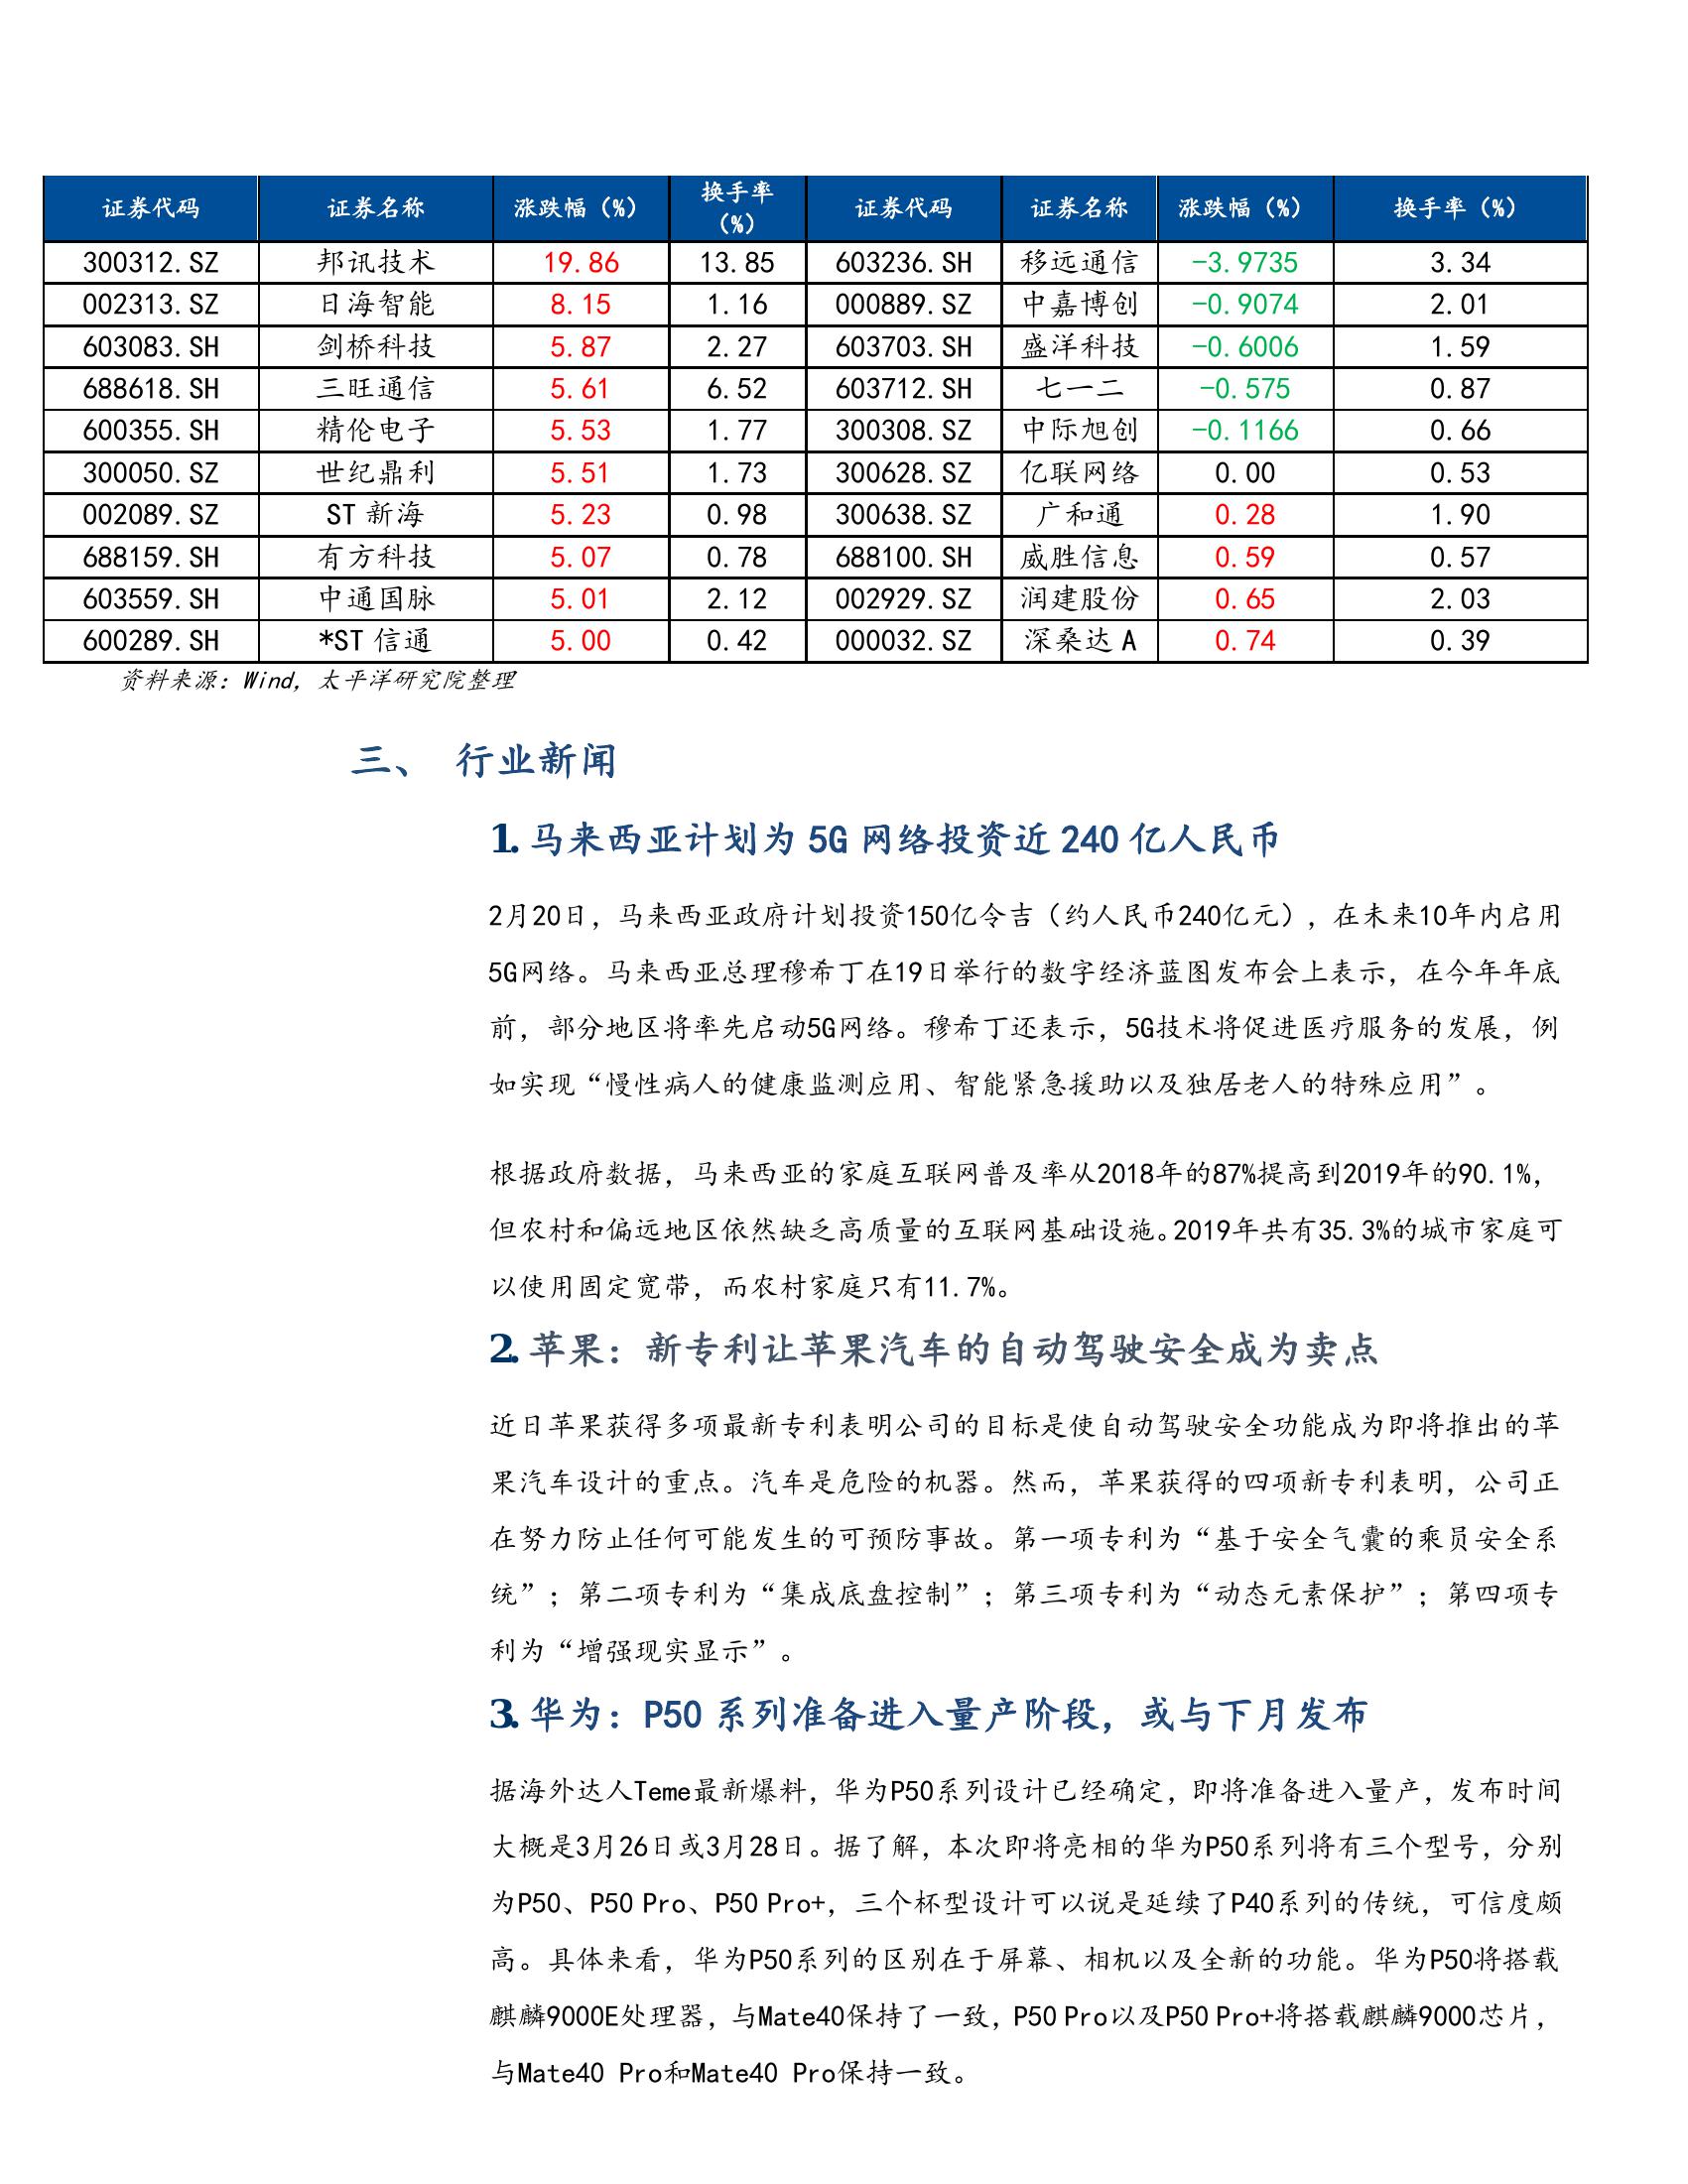 证券代码 证券名称 涨跌幅（%） 换手率（%） 证券代码 证券名称 涨跌幅（%） 换手率（%）
300312.SZ 邦讯技术 19.86 13.85 603236.SH 移远通信 -3.9735 3.34
002313.SZ 日海智能 8.15 1.16 000889.SZ 中嘉博创 -0.9074 2.01
603083.SH 剑桥科技 5.87 2.27 603703.SH 盛洋科技 -0.6006 1.59
688618.SH 三旺通信 5.61 6.52 603712.SH 七一二 -0.575 0.87
600355.SH 精伦电子 5.53 1.77 300308.SZ 中际旭创 -0.1166 0.66
300050.SZ 世纪鼎利 5.51 1.73 300628.SZ 亿联网络 0.00 0.53
002089.SZ ST 新海 5.23 0.98 300638.SZ 广和通 0.28 1.90
688159.SH 有方科技 5.07 0.78 688100.SH 威胜信息 0.59 0.57
603559.SH 中通国脉 5.01 2.12 002929.SZ 润建股份 0.65 2.03
600289.SH *ST 信通 5.00 0.42 000032.SZ 深桑达 A 0.74 0.39
资料来源：Wind，太平洋研究院整理
三、 行业新闻
1. 马来西亚计划为 5G 网络投资近 240 亿人民币
2月20日，马来西亚政府计划投资150亿令吉（约人民币240亿元），在未来10年内启用
5G网络。马来西亚总理穆希丁在19日举行的数字经济蓝图发布会上表示，在今年年底
前，部分地区将率先启动5G网络。穆希丁还表示，5G技术将促进医疗服务的发展，例
如实现“慢性病人的健康监测应用、智能紧急援助以及独居老人的特殊应用”。
根据政府数据，马来西亚的家庭互联网普及率从2018年的87%提高到2019年的90.1%，
但农村和偏远地区依然缺乏高质量的互联网基础设施。2019年共有35.3%的城市家庭可
以使用固定宽带，而农村家庭只有11.7%。
2. 苹果：新专利让苹果汽车的自动驾驶安全成为卖点
近日苹果获得多项最新专利表明公司的目标是使自动驾驶安全功能成为即将推出的苹
果汽车设计的重点。汽车是危险的机器。然而，苹果获得的四项新专利表明，公司正
在努力防止任何可能发生的可预防事故。第一项专利为“基于安全气囊的乘员安全系
统”；第二项专利为“集成底盘控制”；第三项专利为“动态元素保护”；第四项专
利为“增强现实显示”。
3. 华为：P50 系列准备进入量产阶段，或与下月发布
据海外达人Teme最新爆料，华为P50系列设计已经确定，即将准备进入量产，发布时间
大概是3月26日或3月28日。据了解，本次即将亮相的华为P50系列将有三个型号，分别
为P50、P50 Pro、P50 Pro+，三个杯型设计可以说是延续了P40系列的传统，可信度颇
高。具体来看，华为P50系列的区别在于屏幕、相机以及全新的功能。华为P50将搭载
麒麟9000E处理器，与Mate40保持了一致，P50 Pro以及P50 Pro+将搭载麒麟9000芯片，
与Mate40 Pro和Mate40 Pro保持一致。